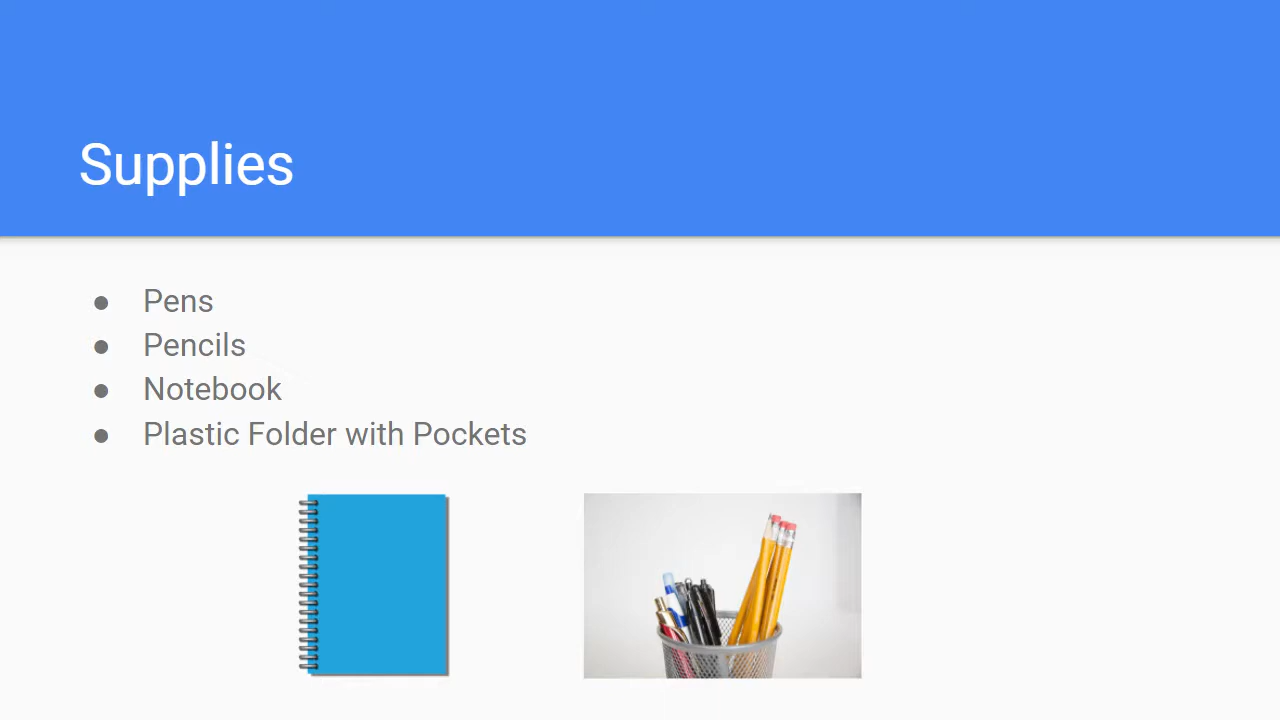 Supplies
● Pens
● Pencils
● Notebook
● Plastic Folder with Pockets